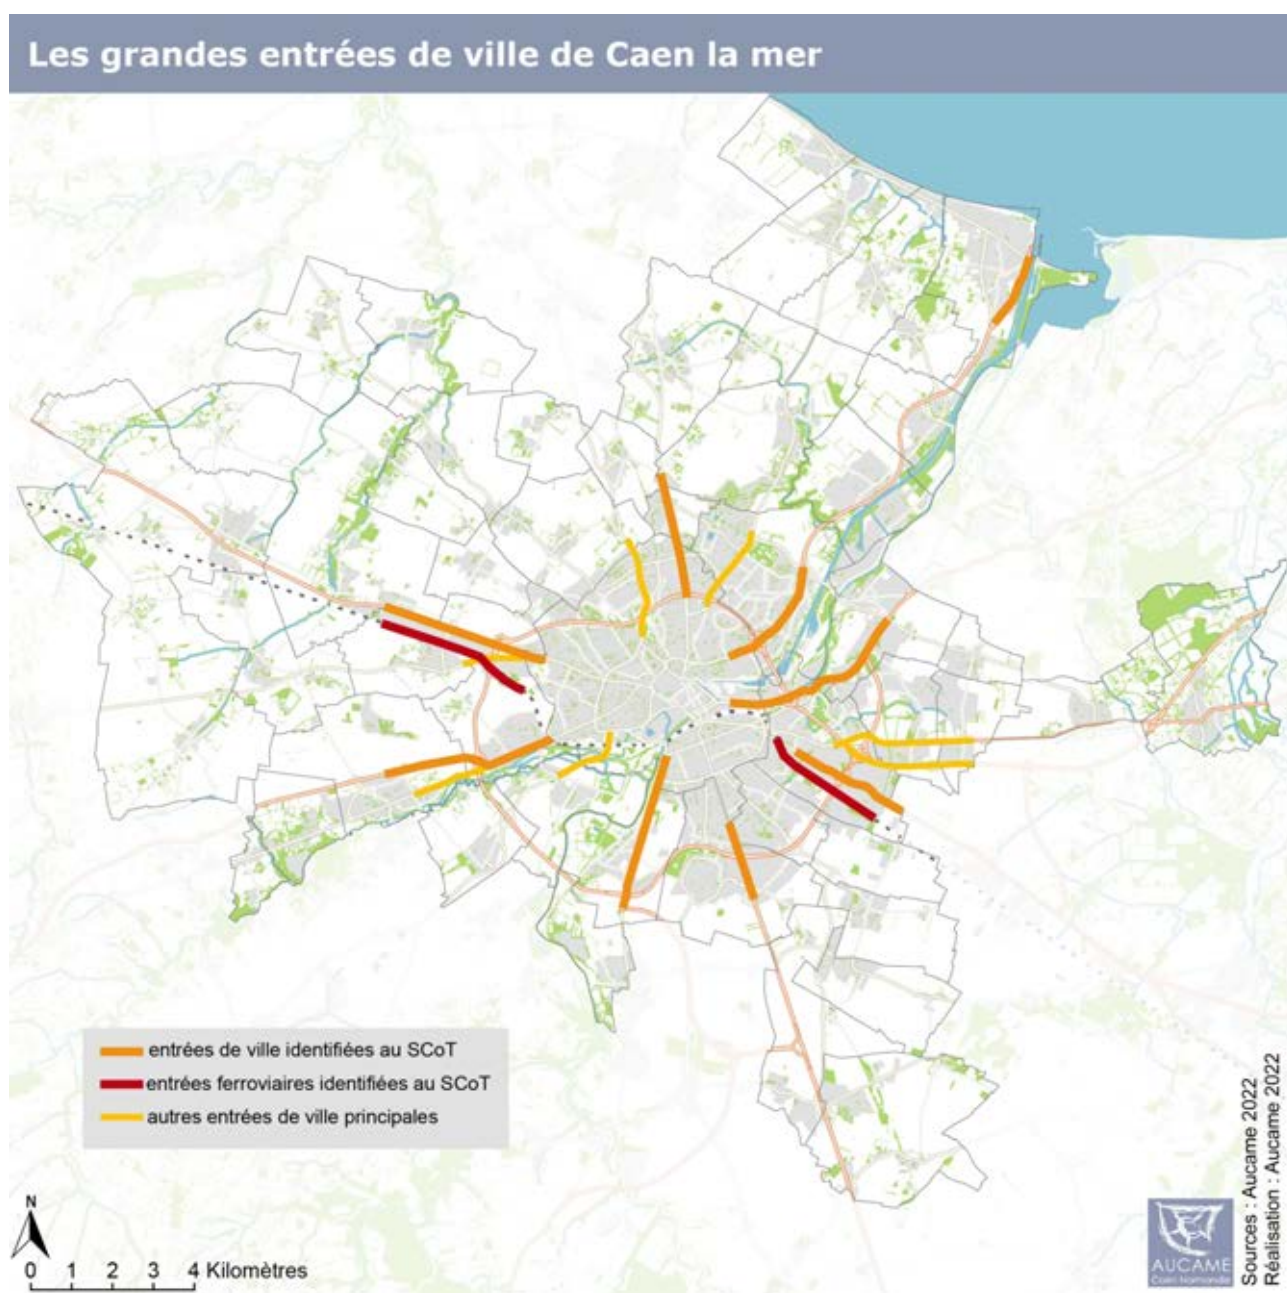 Les grandes entrées de ville de Caen la mer
entrées de ville identifiées au SCoT
entrées ferroviaires identifiées au SCoT
autres entrées de ville principales
N
0 1 2 3 4 Kilomètres
AUCAME
Caen Normandie
Sources : Aucame 2022
Réalisation : Aucame 2022